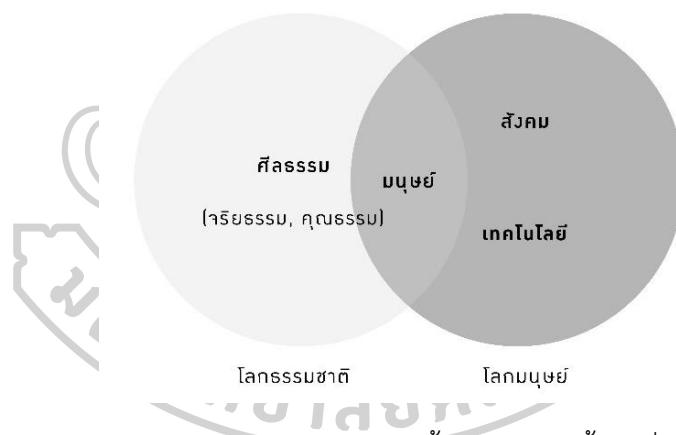 สังคม
ศีลธรรม
มนุษย์
(จริยธรรม, คุณธรรม)
เทคโนโลยี
โลกธรรมชาติ
โลกมนุษย์